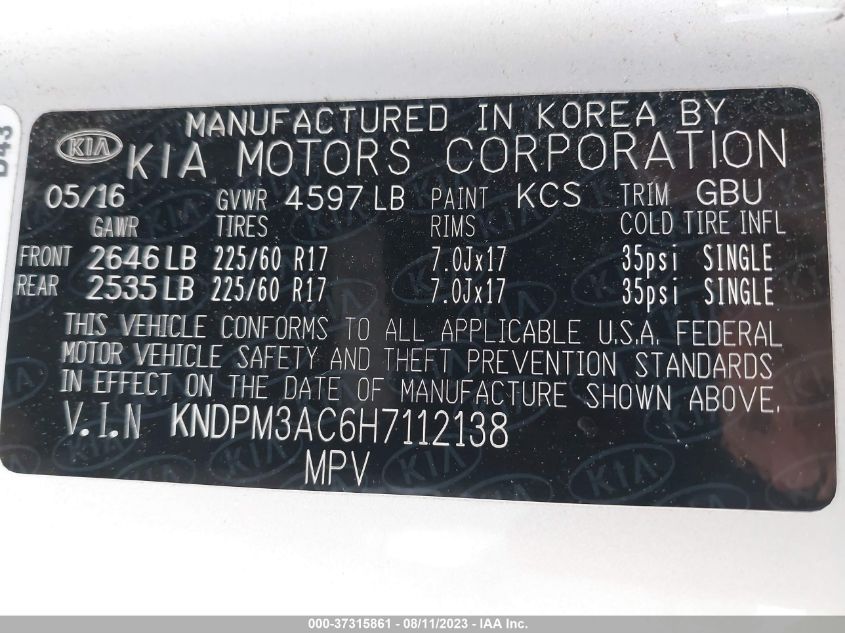 D43
MANUFACTURED IN KOREA BY
KIA KIA MOTORS CORPORATION
05/16 GVWR 4597 LB PAINT KCS TRIM GBU
GAWR TIRES RIMS COLD TIRE INFL
FRONT 2646 LB 225/60 R17 7.0Jx17 35psi SINGLE
REAR 2535 LB 225/60 R17 7.0Jx17 35psi SINGLE
THIS VEHICLE CONFORMS TO ALL APPLICABLE U.S.A. FEDERAL
MOTOR VEHICLE SAFETY AND THEFT PREVENTION STANDARDS
IN EFFECT ON THE DATE OF MANUFACTURE SHOWN ABOVE.
V.I.N KNDPM3AC6H7112138
MPV
000-37315861 - 08/11/2023 - © IAA Inc.